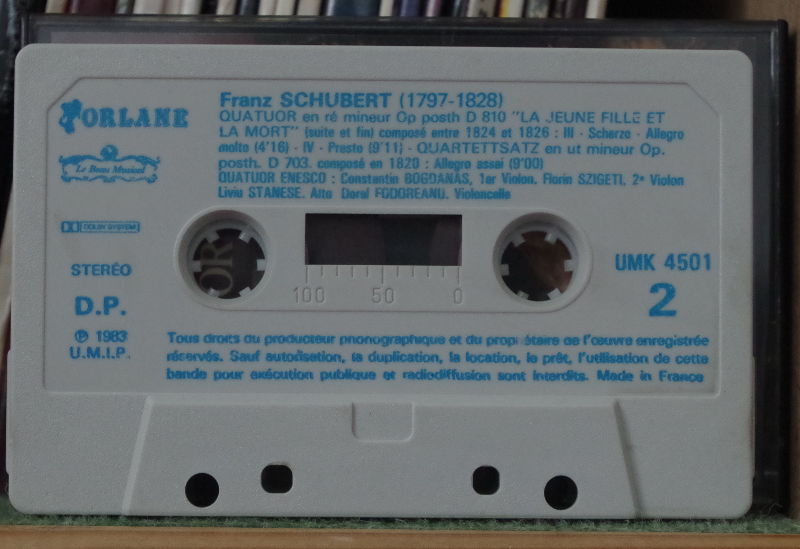 FORLANE
Franz SCHUBERT (1797-1828)
QUATUOR en ré mineur Op posth D 810 "LA JEUNE FILLE ET
LA MORT" (suite et fin) composé entre 1824 et 1826 : III - Scherzo - Allegro
molto (4'16) - IV - Presto (9'11) - QUARTETTSATZ en ut mineur Op.
posth. D 703. composé en 1820 : Allegro assai (9'00)
QUATUOR ENESCO : Constantin BOGDANAS, 1er Violon. Florin SZIGETI, 2e Violon
Liviu STANESE. Alto Dorel FODOREANU. Violoncelle
Le Beau Musical
DOLBY SYSTEM
STEREO
D.P.
℗ 1983
U.M.I.P.
OR
100 50 0
UMK 4501
2
Tous droits du producteur phonographique et du propriétaire de l'œuvre enregistrée
réservés. Sauf autorisation, la duplication, la location, le prêt, l'utilisation de cette
bande pour exécution publique et radiodiffusion sont interdits. Made in France